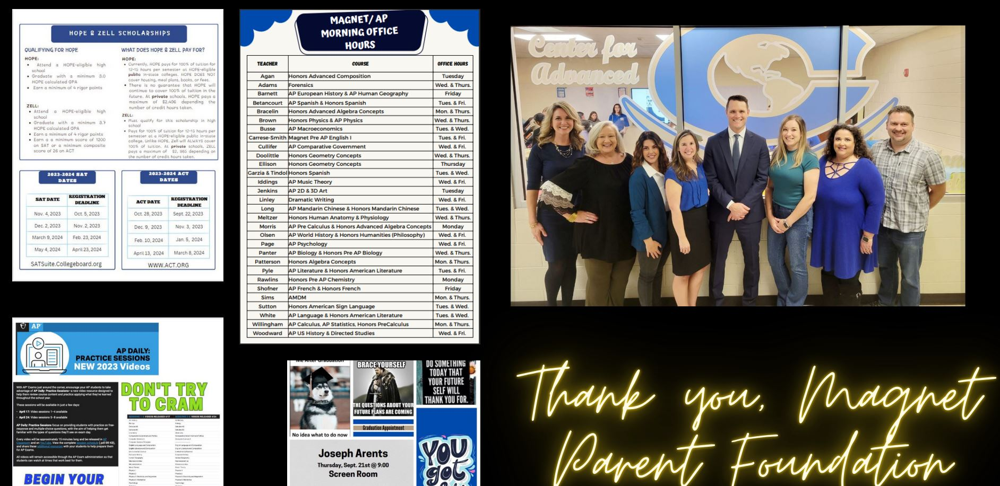 HOPE & ZELL SCHOLARSHIPS
QUALIFYING FOR HOPE
HOPE:
• Attend a HOPE-eligible high
school
• Graduate with a minimum 3.0
HOPE calculated GPA
• Earn a minimum of 4 rigor points
ZELL:
• Attend a HOPE-eligible high
school
• Graduate with a minimum 3.7
HOPE calculated GPA
• Earn a minimum of 4 rigor points
• Earn a a minimum score of 1200
on SAT or a minimum composite
score of 26 on ACT
WHAT DOES HOPE & ZELL PAY FOR?
HOPE:
• Currently, HOPE pays for 100% of tuition for
12-15 hours per semester at HOPE-eligible
public in-state colleges. HOPE DOES NOT
cover housing, meal plans, books, or fees.
• There is no guarantee that HOPE will
continue to cover 100% of tuition in the
future. At private schools, HOPE pays a
maximum of $2,496 depending the
number of credit hours taken.
ZELL:
• Must qualify for this scholarship in high
school
• Pays for 100% of tuition for 12-15 hours per
semester at a HOPE-eligible public in-state
college, Unlike HOPE, Zell will ALWAYS cover
100% of tuition. At private schools, ZELL
pays a maximum of $2, 985 depending on
the number of credit hours taken.
2023-2024 SAT
DATES
SAT DATE REGISTRATION DEADLINE
Nov. 4, 2023 Oct. 5, 2023
Dec. 2, 2023 Nov. 2, 2023
March 9, 2024 Feb. 23, 2024
May 4, 2024 April 23, 2024
SATSuite.Collegeboard.org
2023-2024 ACT
DATES
ACT DATE REGISTRATION DEADLINE
Oct. 28, 2023 Sept. 22, 2023
Dec. 9, 2023 Nov. 3, 2023
Feb. 10, 2024 Jan. 5, 2024
April 13, 2024 March 8, 2024
WWW.ACT.ORG
MAGNET/ AP
MORNING OFFICE
HOURS
TEACHER COURSE OFFICE HOURS
Agan Honors Advanced Composition Tuesday
Adams Forensics Wed. & Thurs.
Barnett AP European History & AP Human Geography Friday
Betancourt AP Spanish & Honors Spanish Tues. & Fri.
Bracelin Honors Advanced Algebra Concepts Mon. & Thurs.
Brown Honors Physics & AP Physics Wed. & Thurs.
Busse AP Macroeconomics Tues. & Wed.
Carrese-Smith Magnet Pre AP English I Tues. & Fri.
Cullifer AP Comparative Government Wed. & Fri.
Doolittle Honors Geometry Concepts Wed. & Thurs.
Ellison Honors Geometry Concepts Thursday
Garzia & Tindol Honors Spanish Tues. & Wed.
Iddings AP Music Theory Wed. & Fri.
Jenkins AP 2D & 3D Art Tuesday
Linley Dramatic Writing Wed. & Fri.
Long AP Mandarin Chinese & Honors Mandarin Chinese Tues. & Wed.
Meltzer Honors Human Anatomy & Physiology Wed. & Thurs.
Morris AP Pre Calculus & Honors Advanced Algebra Concepts Monday
Olsen AP World History & Honors Humanities (Philosophy) Wed. & Fri.
Page AP Psychology Wed. & Fri.
Panter AP Biology & Honors Pre AP Biology Wed. & Thurs.
Patterson Honors Algebra Concepts Mon. & Thurs.
Pyle AP Literature & Honors American Literature Tues. & Fri.
Rawlins Honors Pre AP Chemistry Monday
Shofner AP French & Honors French Friday
Sims AMDM Mon. & Thurs.
Sutton Honors American Sign Language Tues. & Wed.
White AP Language & Honors American Literature Tues. & Wed.
Willingham AP Calculus, AP Statistics, Honors PreCalculus Mon. & Thurs.
Woodward AP US History & Directed Studies Wed. & Fri.
Center for
Advanced
AP
AP DAILY:
PRACTICE SESSIONS
NEW 2023 Videos
With AP Exams just around the corner, encourage your AP students to take
advantage of AP Daily: Practice Sessions—a new video resource designed to
help them review course content and practice applying what they've learned
throughout the school year.
These sessions will be available in just a few days:
• April 17: Video sessions 1–4 available
• April 24: Video sessions 5–8 available
AP Daily: Practice Sessions focus on providing students with practice on free-
response and multiple-choice questions, with the aim of helping them get
familiar with the types of questions they'll see on exam day.
Every video will be approximately 15 minutes long and be released in AP
Classroom and on YouTube. View the complete session schedule (.pdf/89 KB),
and share these additional resources with your students to help prepare them
for AP Exams.
All videos will remain accessible through the AP Exam administration so that
students can watch at times that work best for them.
DON'T TRY
TO CRAM
BEGIN YOUR
Me After Graduation
No idea what to do now
BRACE YOURSELF
THE QUESTIONS ABOUT YOUR
FUTURE PLANS ARE COMING
Graduation Appointment
DO SOMETHING
TODAY THAT
YOUR FUTURE
SELF WILL
THANK YOU FOR.
Joseph Arents
Thursday, Sept. 21st @ 9:00
Screen Room
YOU
got
Thank you, Magnet
Parent Foundation